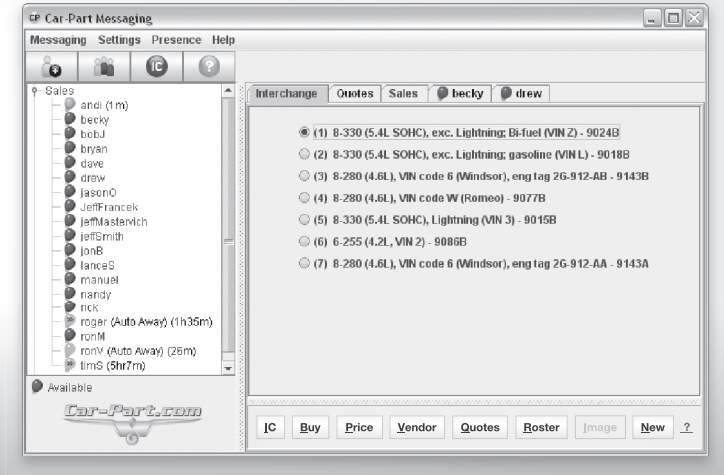 CP Car-Part Messaging
Messaging Settings Presence Help
IC ?
Sales
andi (1m)
becky
bobJ
bryan
dave
drew
jasonO
JeffFrancek
jeffMastervich
jeffSmith
jonB
lanceS
manuel
nandy
rick
roger (Auto Away) (1h35m)
ronM
ronV (Auto Away) (26m)
timS (5hr7m)
Available
Car-Part.com
Interchange Quotes Sales becky drew
(1) 8-330 (5.4L SOHC), exc. Lightning; Bi-fuel (VIN Z) - 9024B
(2) 8-330 (5.4L SOHC), exc. Lightning; gasoline (VIN L) - 9018B
(3) 8-280 (4.6L), VIN code 6 (Windsor), eng tag 2G-912-AB - 9143B
(4) 8-280 (4.6L), VIN code W (Romeo) - 9077B
(5) 8-330 (5.4L SOHC), Lightning (VIN 3) - 9015B
(6) 6-255 (4.2L, VIN 2) - 9086B
(7) 8-280 (4.6L), VIN code 6 (Windsor), eng tag 2G-912-AA - 9143A
IC Buy Price Vendor Quotes Roster Image New ?